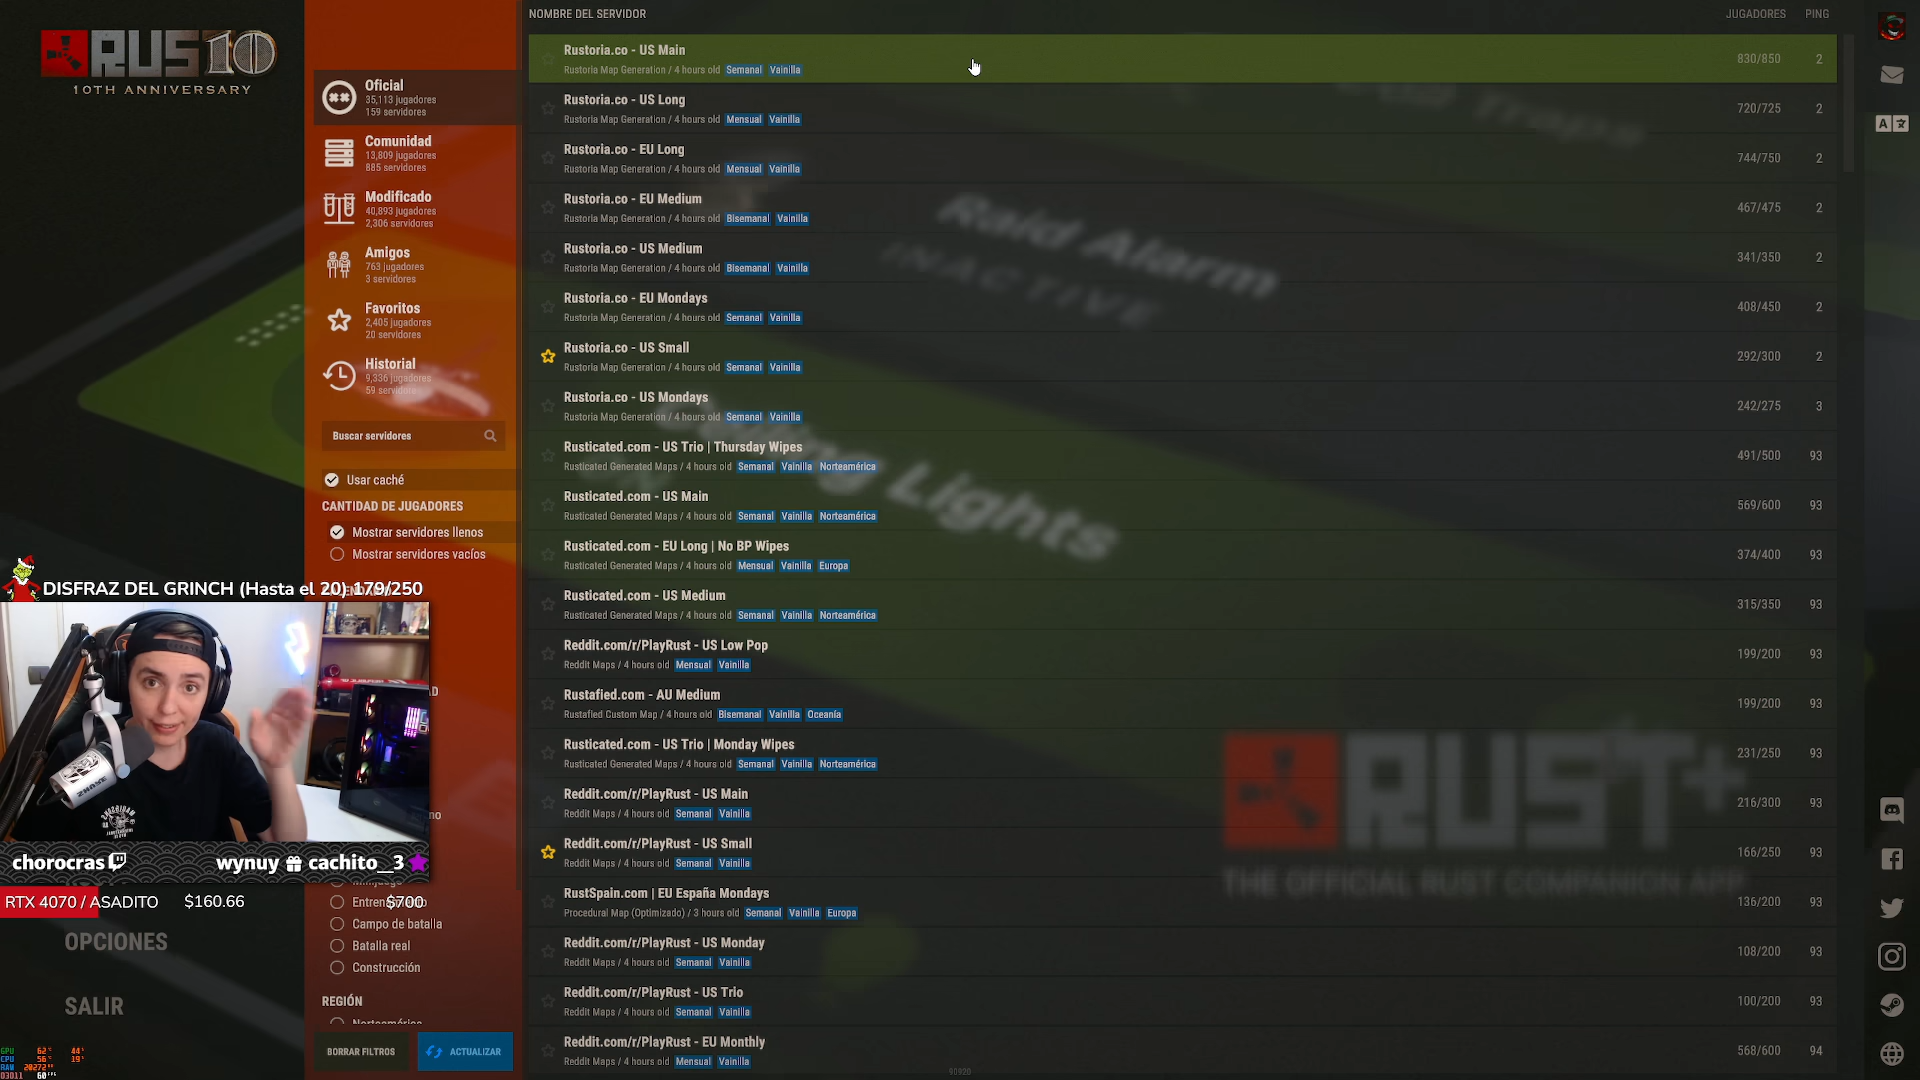 RUST 10
10TH ANNIVERSARY
Oficial
35,113 jugadores
159 servidores
Comunidad
13,809 jugadores
885 servidores
Modificado
40,893 jugadores
2,306 servidores
Amigos
763 jugadores
3 servidores
Favoritos
2,405 jugadores
20 servidores
Historial
9,336 jugadores
59 servidores
Buscar servidores
Usar caché
CANTIDAD DE JUGADORES
Mostrar servidores llenos
Mostrar servidores vacíos
DISFRAZ DEL GRINCH (Hasta el 20) 179/250
chorocras
wynuy cachito__3
RTX 4070 / ASADITO $160.66 $700
Campo de batalla
Batalla real
Construcción
REGIÓN
Norteamérica
BORRAR FILTROS
ACTUALIZAR
OPCIONES
SALIR
GPU 62° 44%
CPU 56° 19%
60 FPS
NOMBRE DEL SERVIDOR JUGADORES PING
Rustoria.co - US Main 830/850 2
Rustoria Map Generation / 4 hours old Semanal Vainilla
Rustoria.co - US Long 720/725 2
Rustoria Map Generation / 4 hours old Mensual Vainilla
Rustoria.co - EU Long 744/750 2
Rustoria Map Generation / 4 hours old Mensual Vainilla
Rustoria.co - EU Medium 467/475 2
Rustoria Map Generation / 4 hours old Bisemanal Vainilla
Rustoria.co - US Medium 341/350 2
Rustoria Map Generation / 4 hours old Bisemanal Vainilla
Rustoria.co - EU Mondays 408/450 2
Rustoria Map Generation / 4 hours old Semanal Vainilla
Rustoria.co - US Small 292/300 2
Rustoria Map Generation / 4 hours old Semanal Vainilla
Rustoria.co - US Mondays 242/275 3
Rustoria Map Generation / 4 hours old Semanal Vainilla
Rusticated.com - US Trio | Thursday Wipes 491/500 93
Rusticated Generated Maps / 4 hours old Semanal Vainilla Norteamérica
Rusticated.com - US Main 569/600 93
Rusticated Generated Maps / 4 hours old Semanal Vainilla Norteamérica
Rusticated.com - EU Long | No BP Wipes 374/400 93
Rusticated Generated Maps / 4 hours old Mensual Vainilla Europa
Rusticated.com - US Medium 315/350 93
Rusticated Generated Maps / 4 hours old Semanal Vainilla Norteamérica
Reddit.com/r/PlayRust - US Low Pop 199/200 93
Reddit Maps / 4 hours old Mensual Vainilla
Rustafied.com - AU Medium 199/200 93
Rustafied Custom Map / 4 hours old Bisemanal Vainilla Oceanía
Rusticated.com - US Trio | Monday Wipes 231/250 93
Rusticated Generated Maps / 4 hours old Semanal Vainilla Norteamérica
Reddit.com/r/PlayRust - US Main 216/300 93
Reddit Maps / 4 hours old Semanal Vainilla
Reddit.com/r/PlayRust - US Small 166/250 93
Reddit Maps / 4 hours old Semanal Vainilla
RustSpain.com | EU España Mondays 136/200 93
Procedural Map (Optimizado) / 3 hours old Semanal Vainilla Europa
Reddit.com/r/PlayRust - US Monday 108/200 93
Reddit Maps / 4 hours old Semanal Vainilla
Reddit.com/r/PlayRust - US Trio 100/200 93
Reddit Maps / 4 hours old Semanal Vainilla
Reddit.com/r/PlayRust - EU Monthly 568/600 94
Reddit Maps / 4 hours old Mensual Vainilla
Raid Alarm
INACTIVE
Lights
RUST+
THE OFFICIAL RUST COMPANION APP